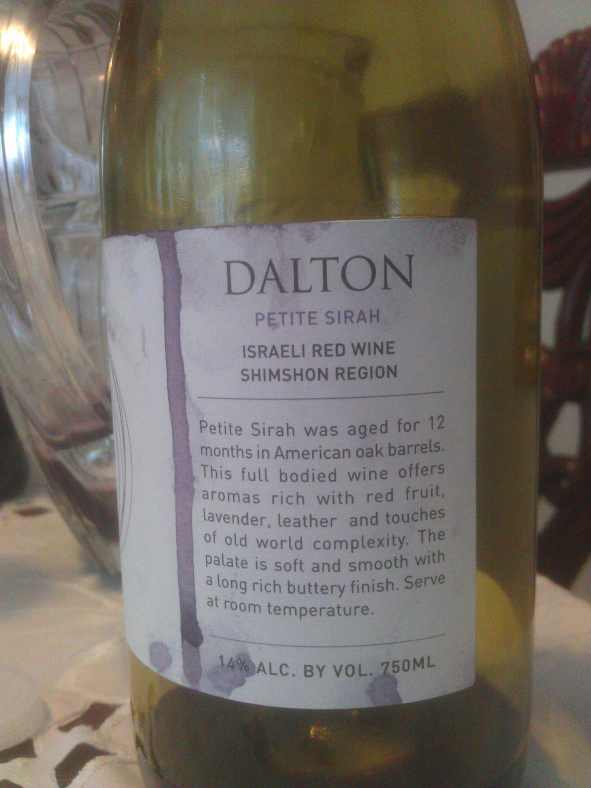 DALTON
PETITE SIRAH
ISRAELI RED WINE
SHIMSHON REGION
Petite Sirah was aged for 12
months in American oak barrels.
This full bodied wine offers
aromas rich with red fruit,
lavender, leather and touches
of old world complexity. The
palate is soft and smooth with
a long rich buttery finish. Serve
at room temperature.
14% ALC. BY VOL. 750ML